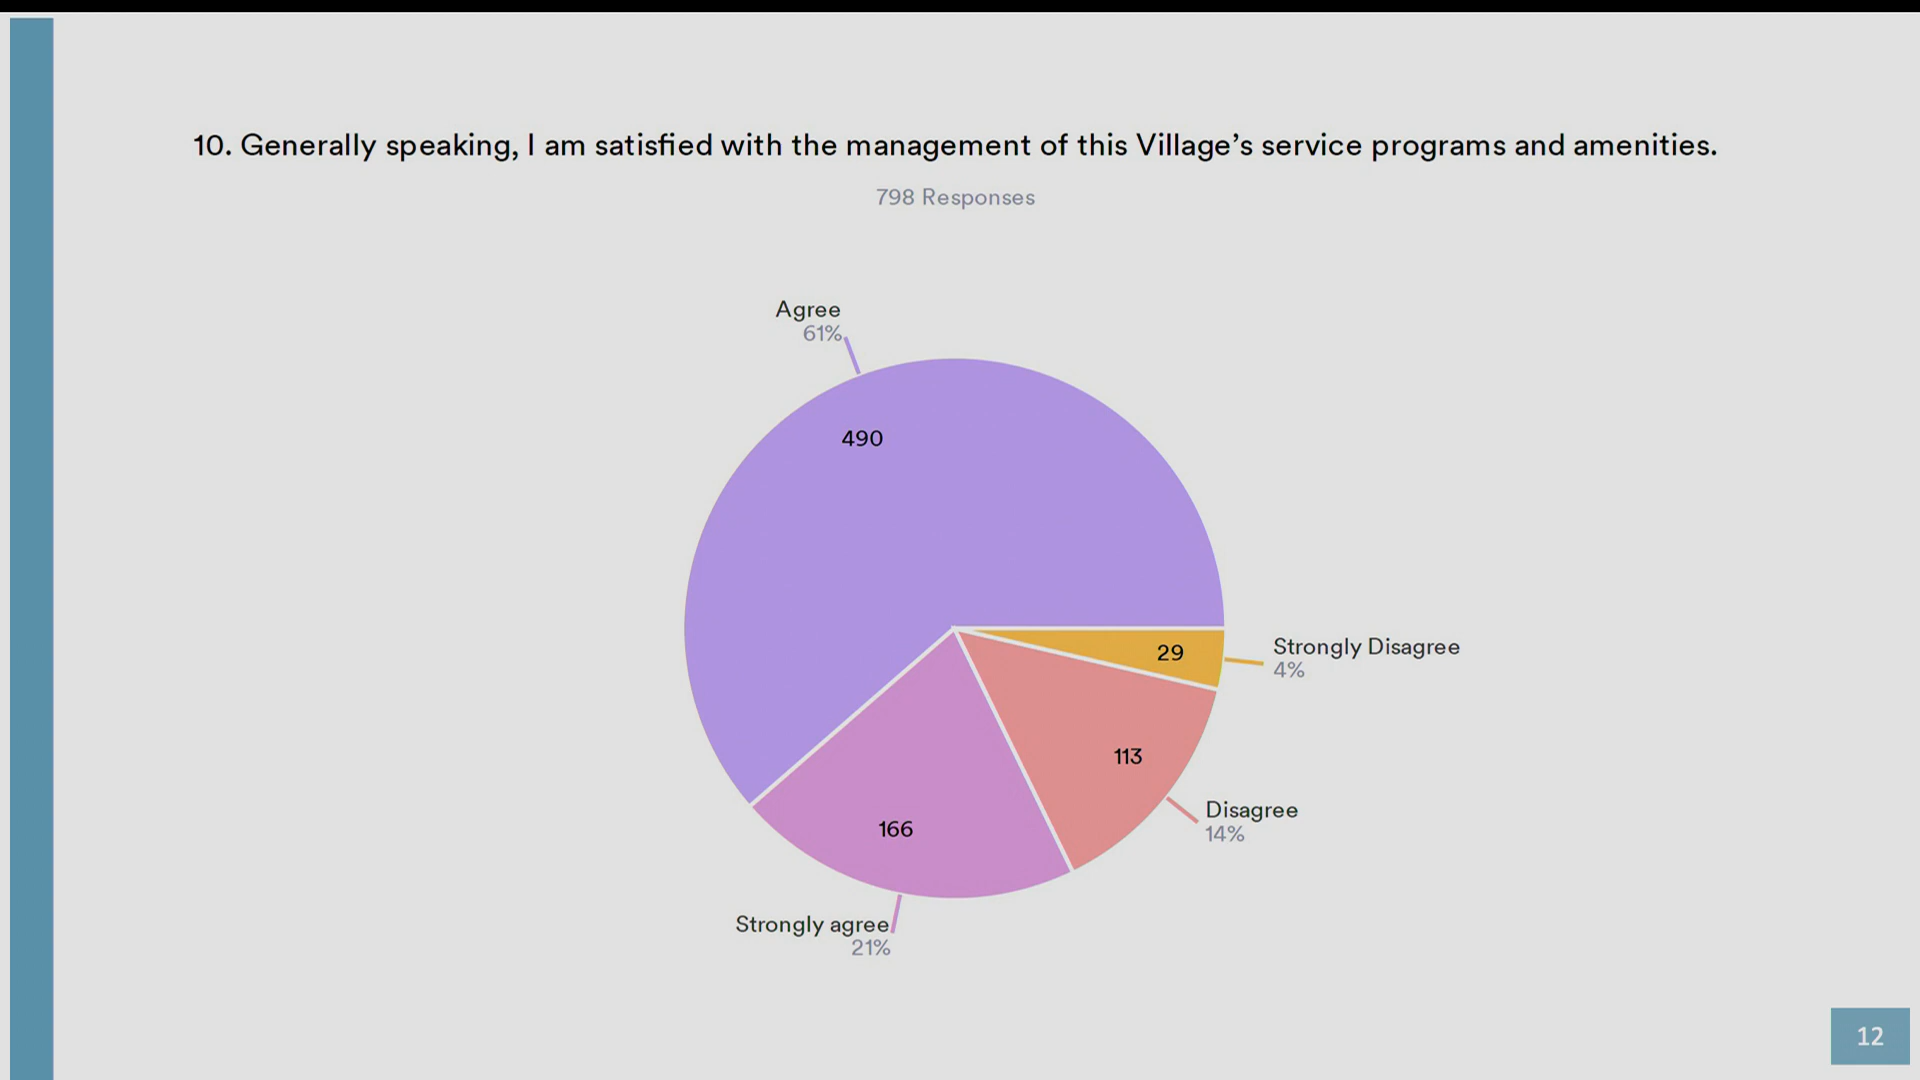 10. Generally speaking, I am satisfied with the management of this Village’s service programs and amenities.
798 Responses
Agree
61%
490
29
Strongly Disagree
4%
113
Disagree
14%
166
Strongly agree
21%
12